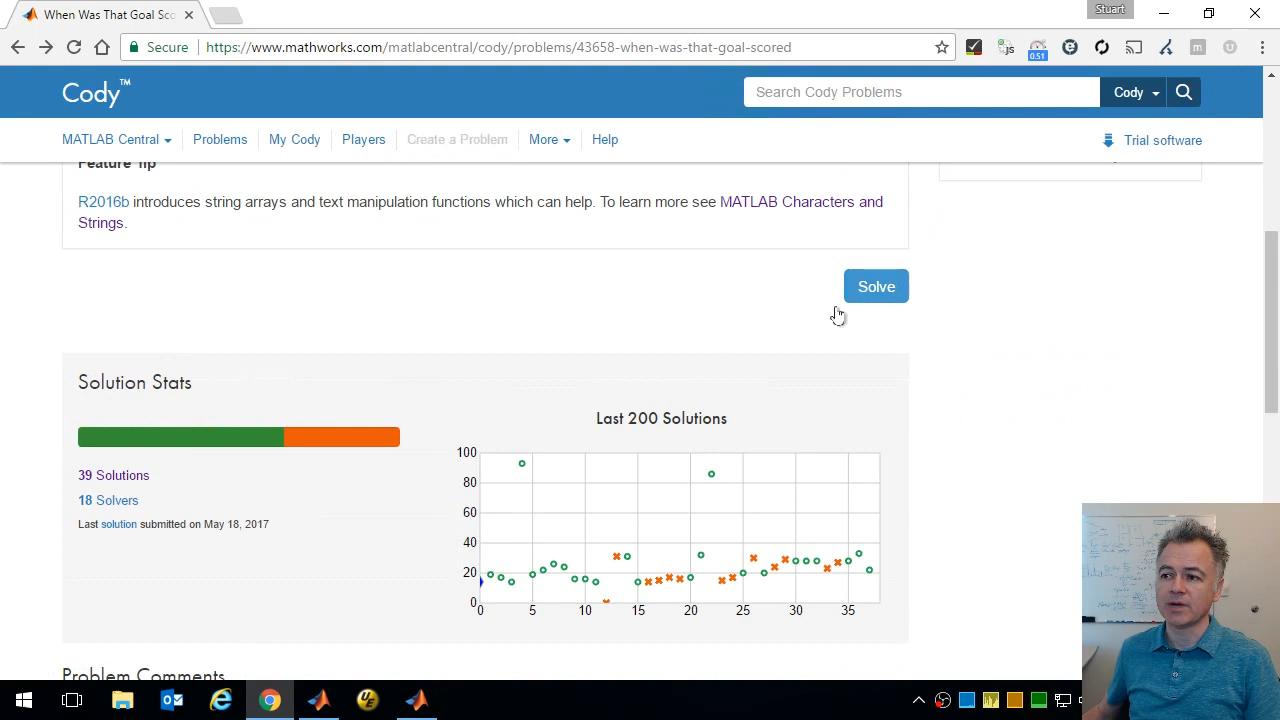 When Was That Goal Sco
Stuart
Secure
https://www.mathworks.com/matlabcentral/cody/problems/43658-when-was-that-goal-scored
js
0.51
m
Cody™
Search Cody Problems
Cody
MATLAB Central
Problems
My Cody
Players
Create a Problem
More
Help
Trial software
Feature Tip
R2016b introduces string arrays and text manipulation functions which can help. To learn more see MATLAB Characters and
Strings.
Solve
Solution Stats
Last 200 Solutions
39 Solutions
18 Solvers
Last solution submitted on May 18, 2017
100
80
60
40
20
0
0 5 10 15 20 25 30 35
Problem Comments